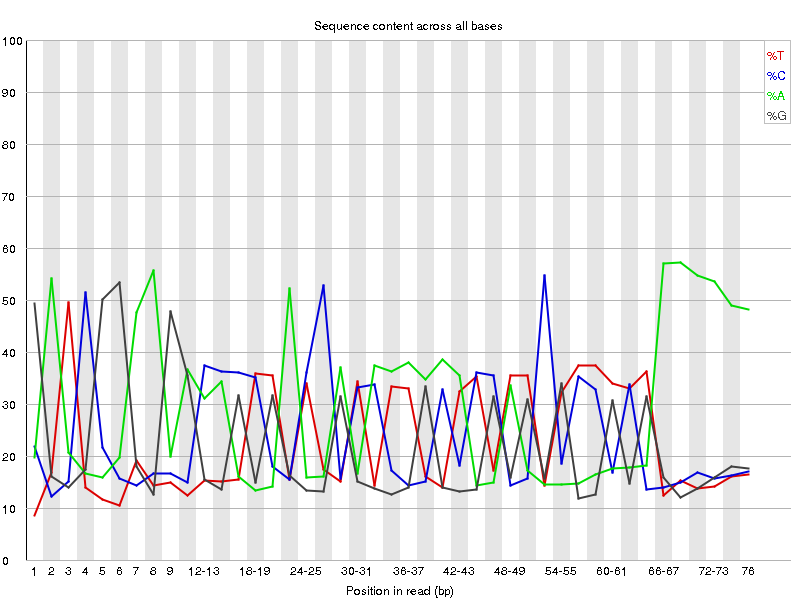 Sequence content across all bases
100
90
80
70
60
50
40
30
20
10
0
%T
%C
%A
%G
1 2 3 4 5 6 7 8 9 12-13 18-19 24-25 30-31 36-37 42-43 48-49 54-55 60-61 66-67 72-73 76
Position in read (bp)